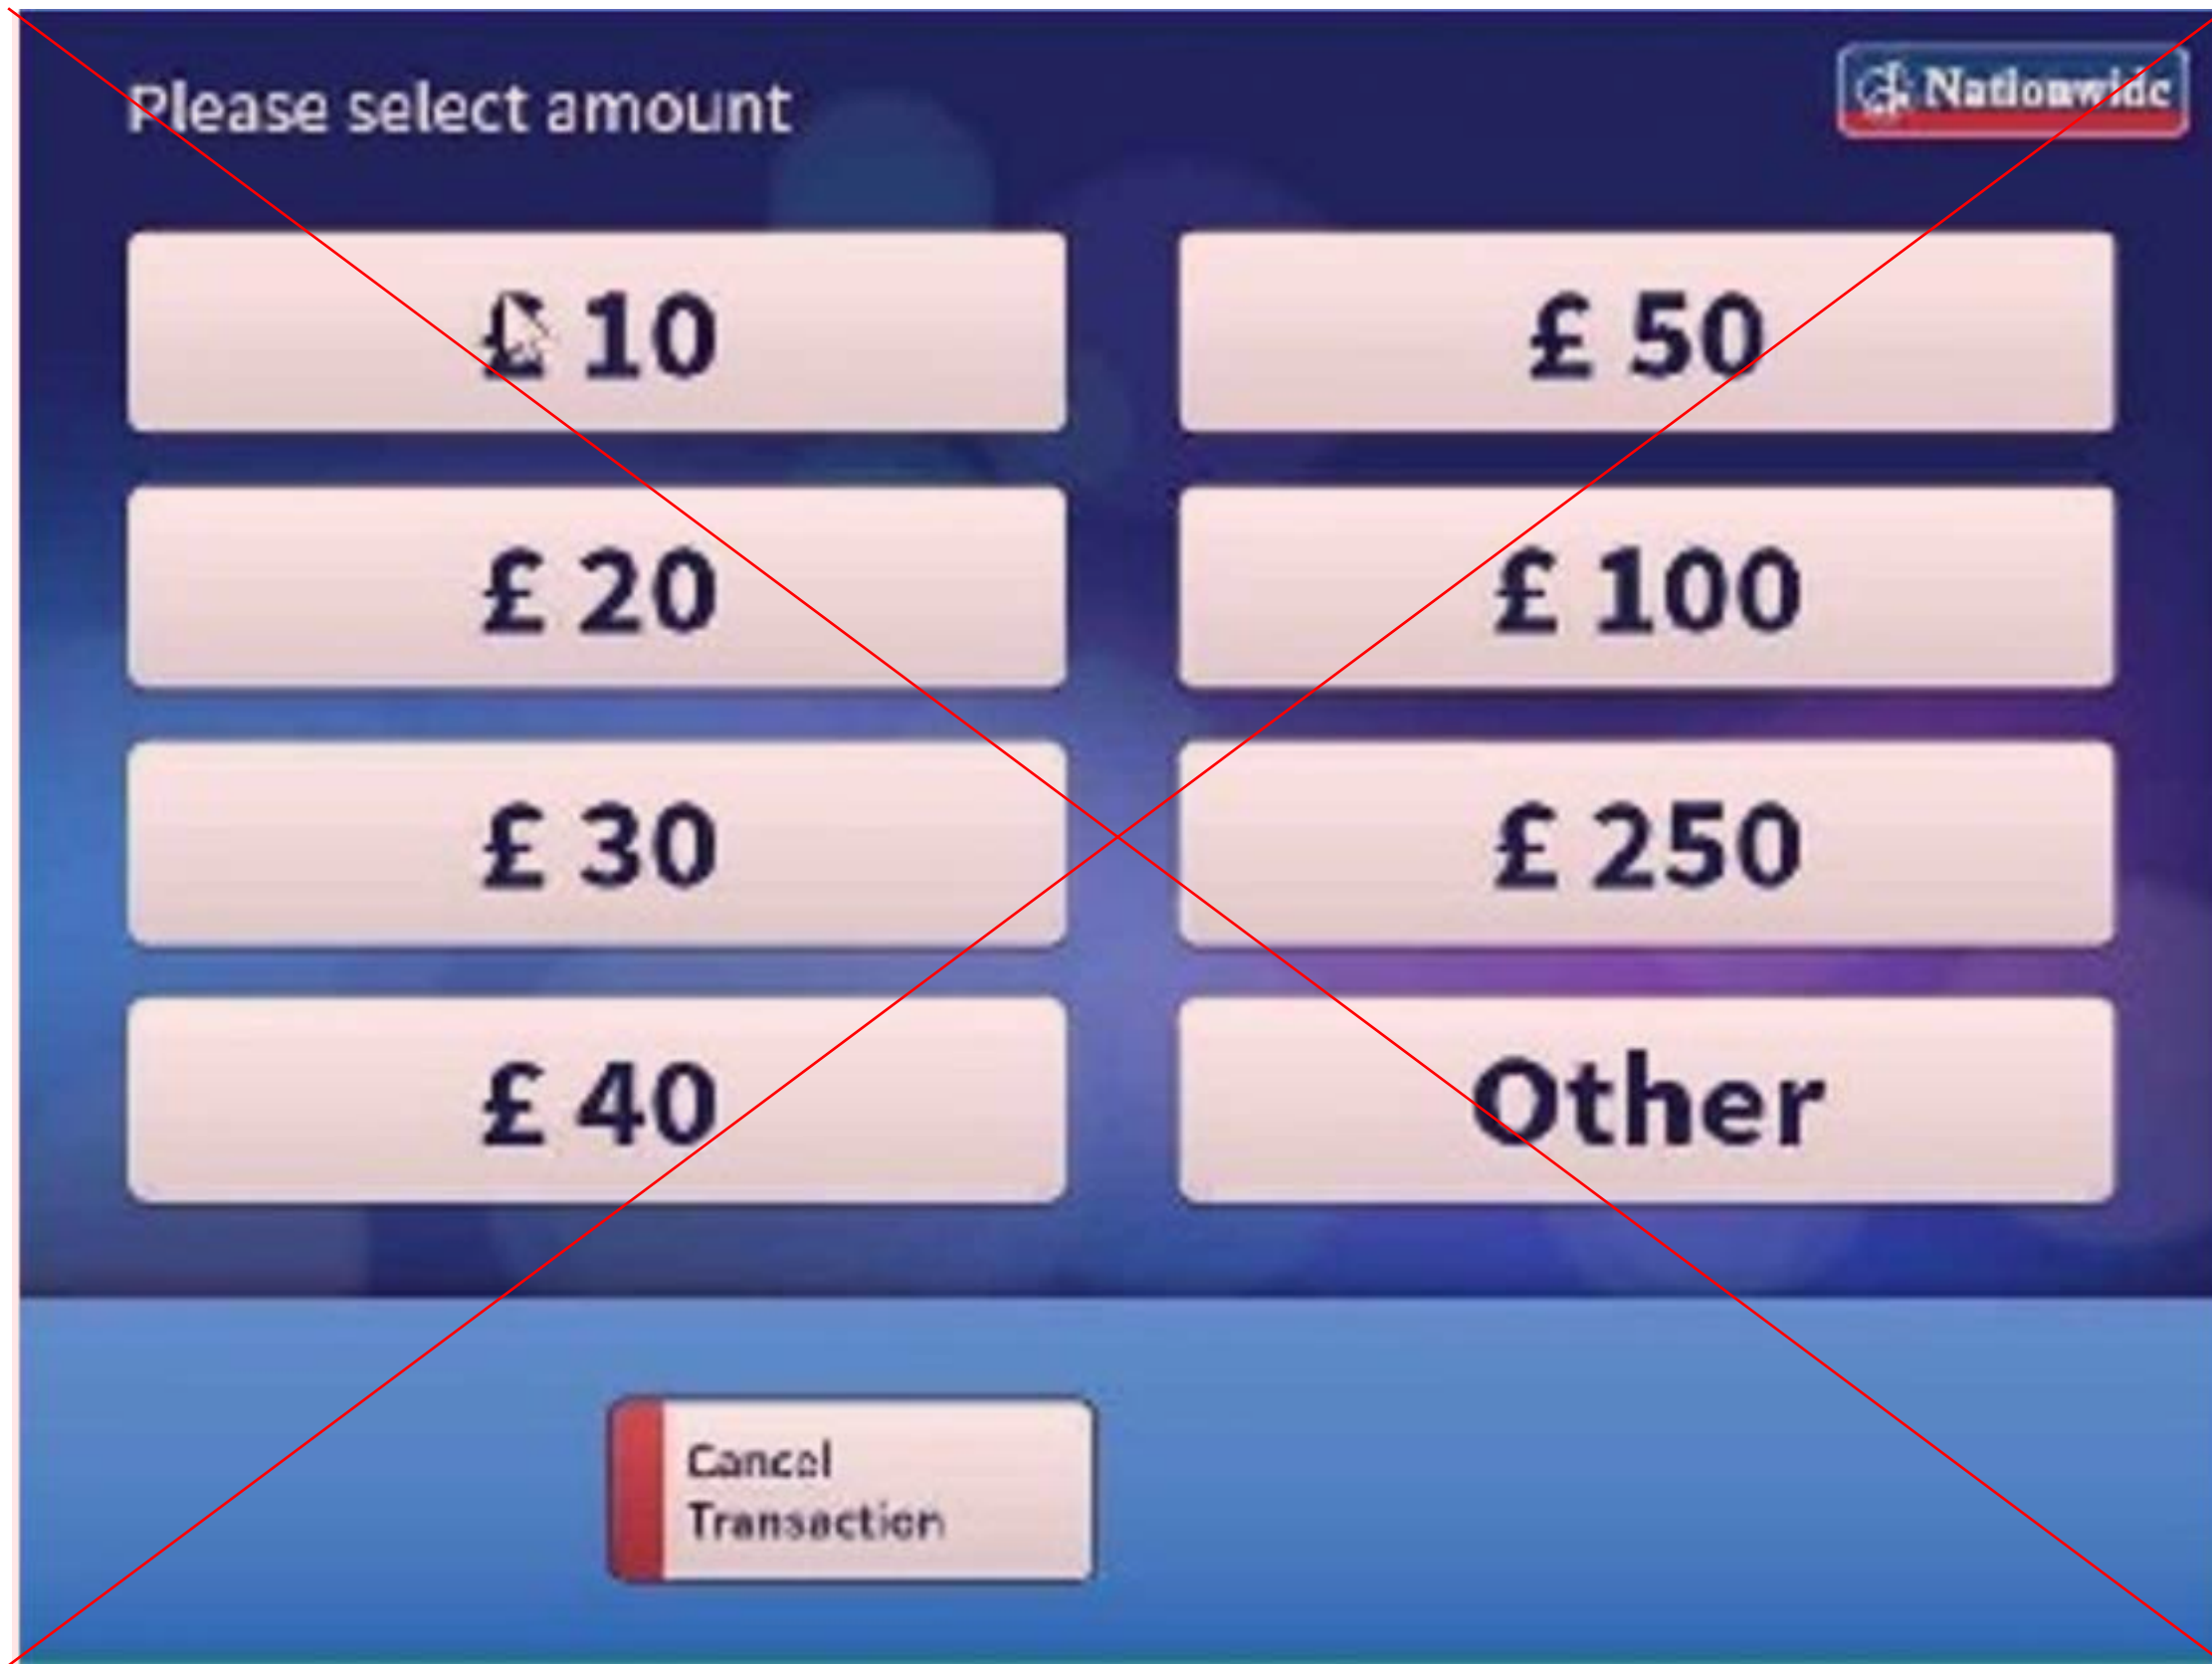 Please select amount
Nationwide
£ 10
£ 50
£ 20
£ 100
£ 30
£ 250
£ 40
Other
Cancel
Transaction